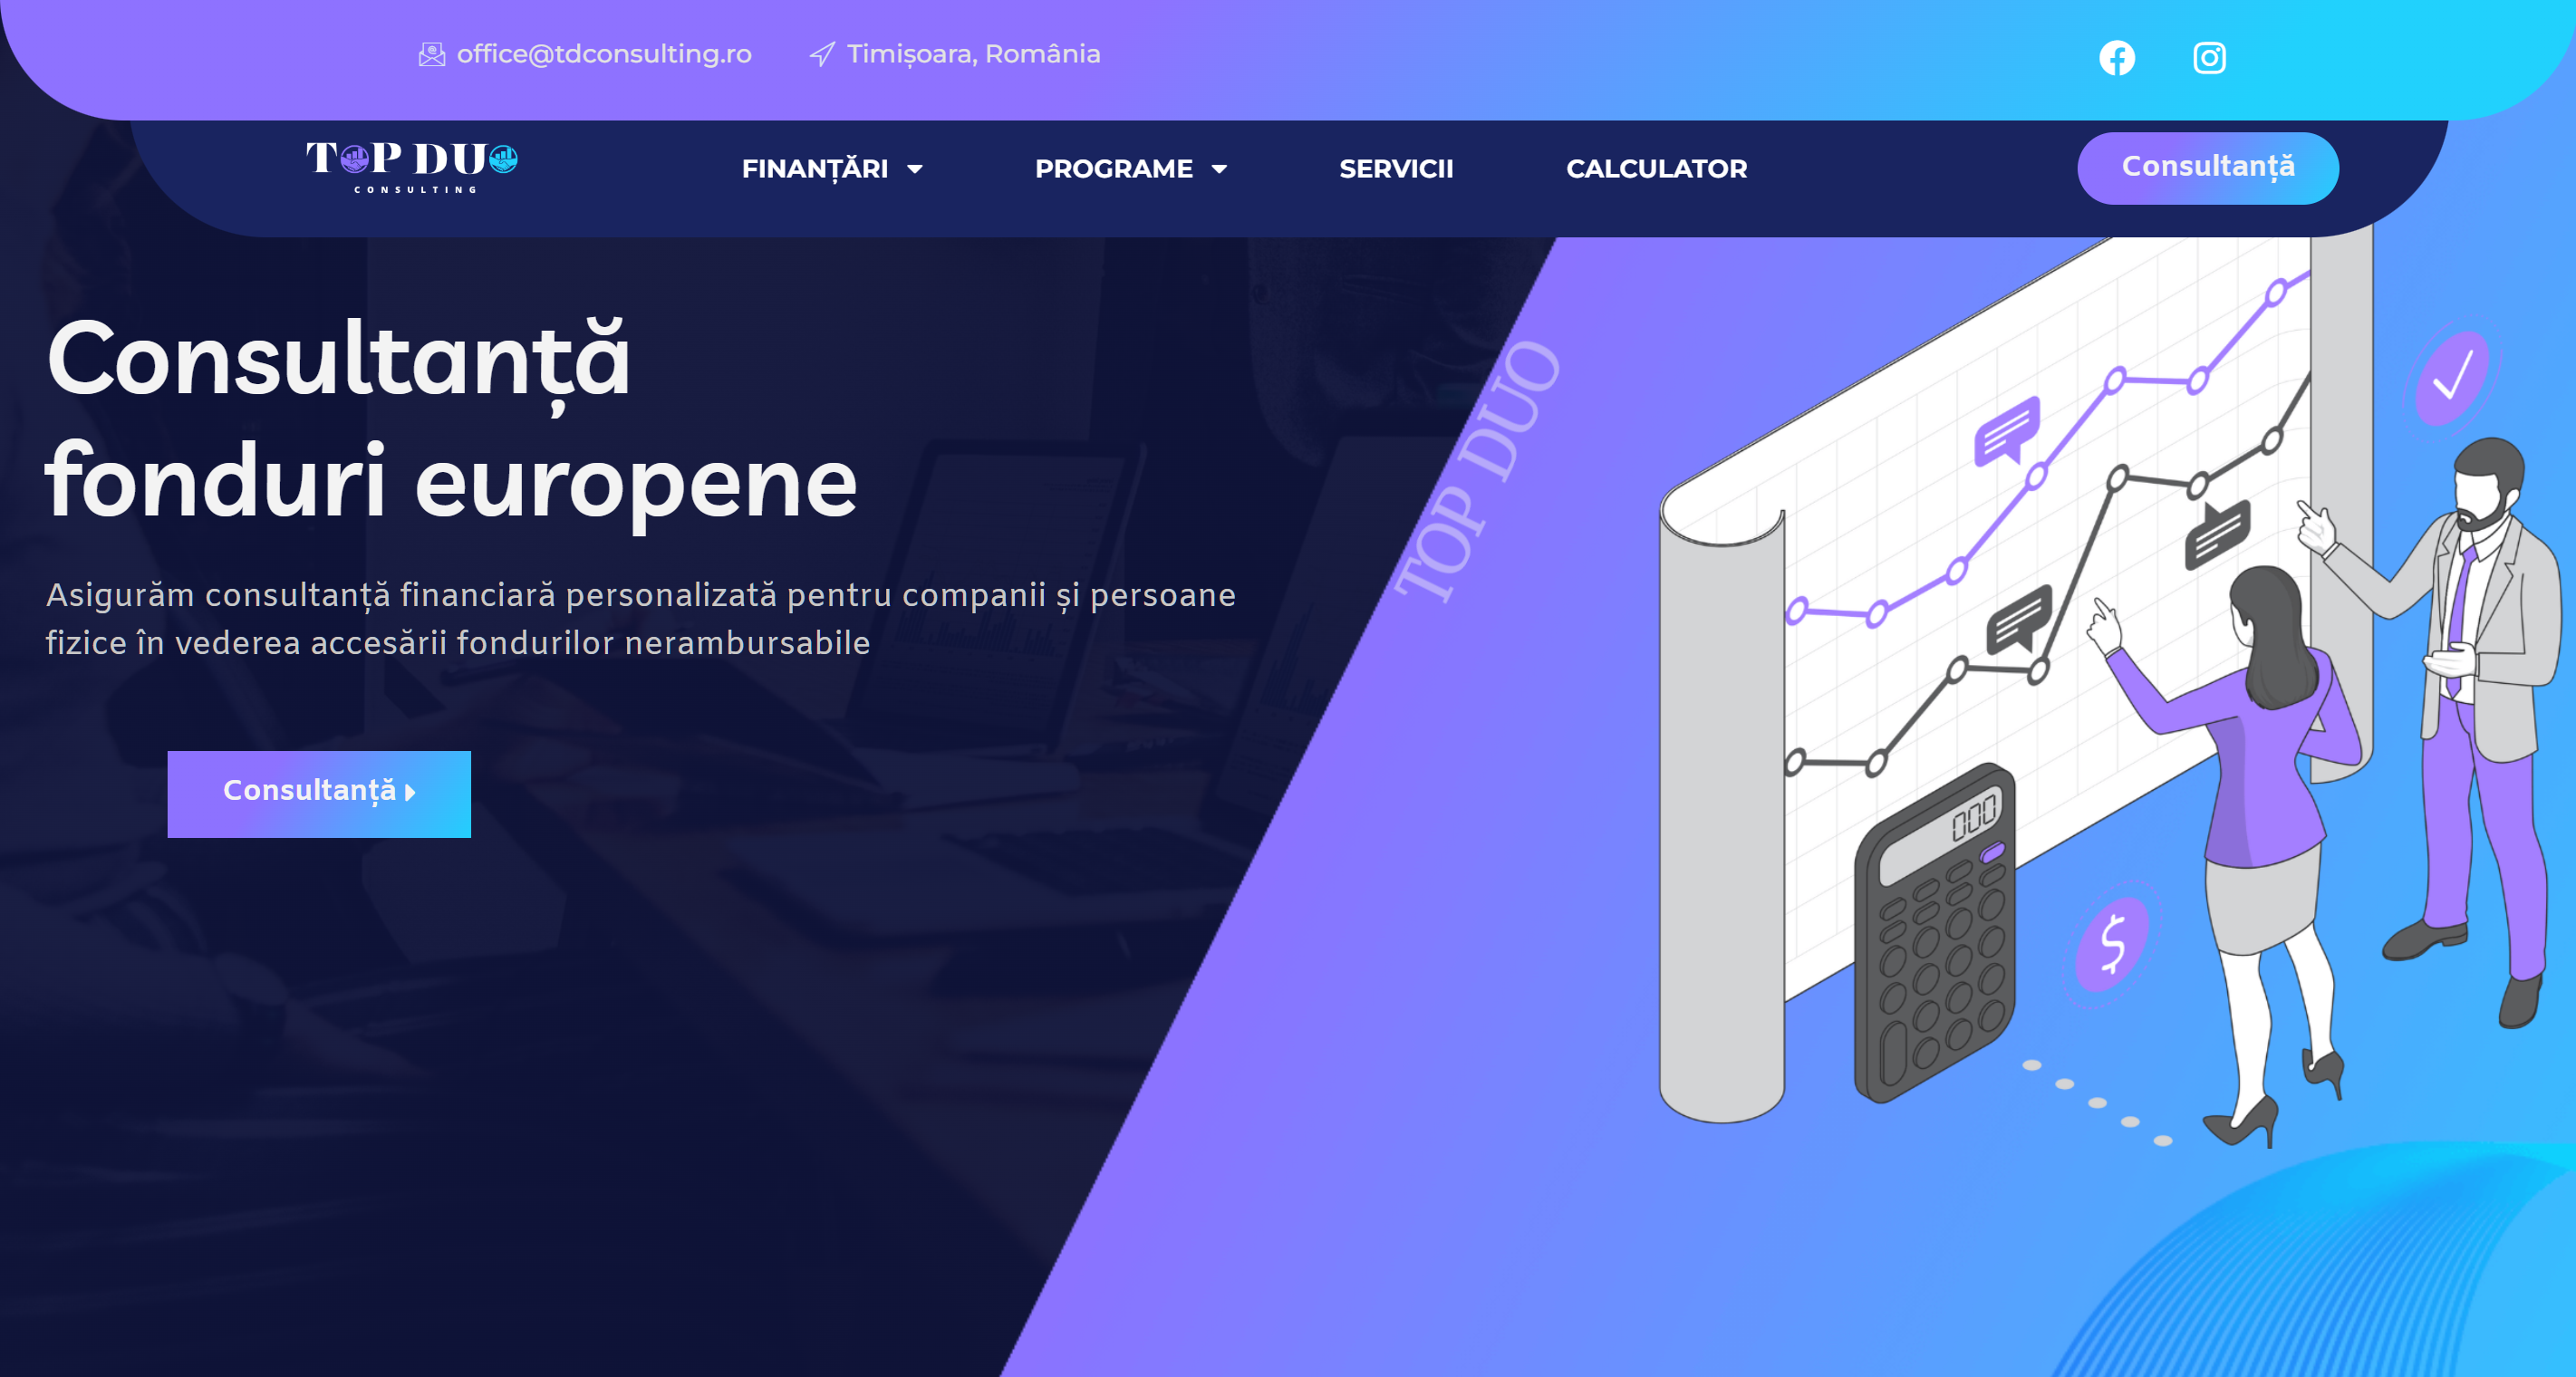 office@tdconsulting.ro
Timișoara, România
TOP DUO
CONSULTING
FINANȚĂRI
PROGRAME
SERVICII
CALCULATOR
Consultanță
Consultanță
fonduri europene
Asigurăm consultanță financiară personalizată pentru companii și persoane
fizice în vederea accesării fondurilor nerambursabile
Consultanță
TOP DUO
000